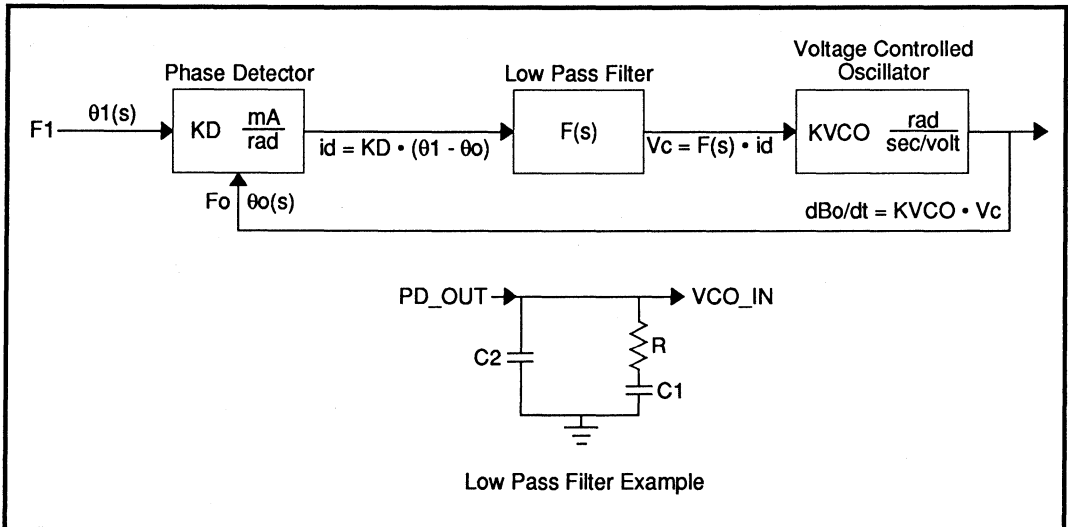 Phase Detector
Low Pass Filter
Voltage Controlled
Oscillator
F1
θ1(s)
KD mA
rad
id = KD • (θ1 - θo)
F(s)
Vc = F(s) • id
KVCO rad
sec/volt
Fo θo(s)
dBo/dt = KVCO • Vc
PD_OUT
VCO_IN
C2
R
C1
Low Pass Filter Example